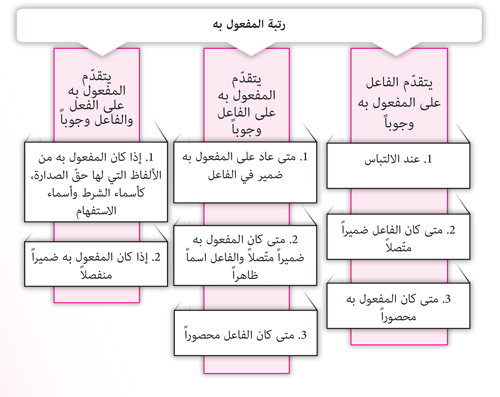 رتبة المفعول به
يتقدّم الفاعل
على المفعول به
وجوباً
1. عند الالتباس
2. متى كان الفاعل ضميراً
متّصلاً
3. متى كان المفعول به
محصوراً
يتقدّم
المفعول به
على الفاعل
وجوباً
1. متى عاد على المفعول به
ضمير في الفاعل
2. متى كان المفعول به
ضميراً متّصلاً والفاعل اسماً
ظاهراً
3. متى كان الفاعل محصوراً
يتقدّم
المفعول به
على الفعل
والفاعل وجوباً
1. إذا كان المفعول به من
الألفاظ التي لها حقّ الصدارة،
كأسماء الشرط وأسماء
الاستفهام
2. إذا كان المفعول به ضميراً
منفصلاً